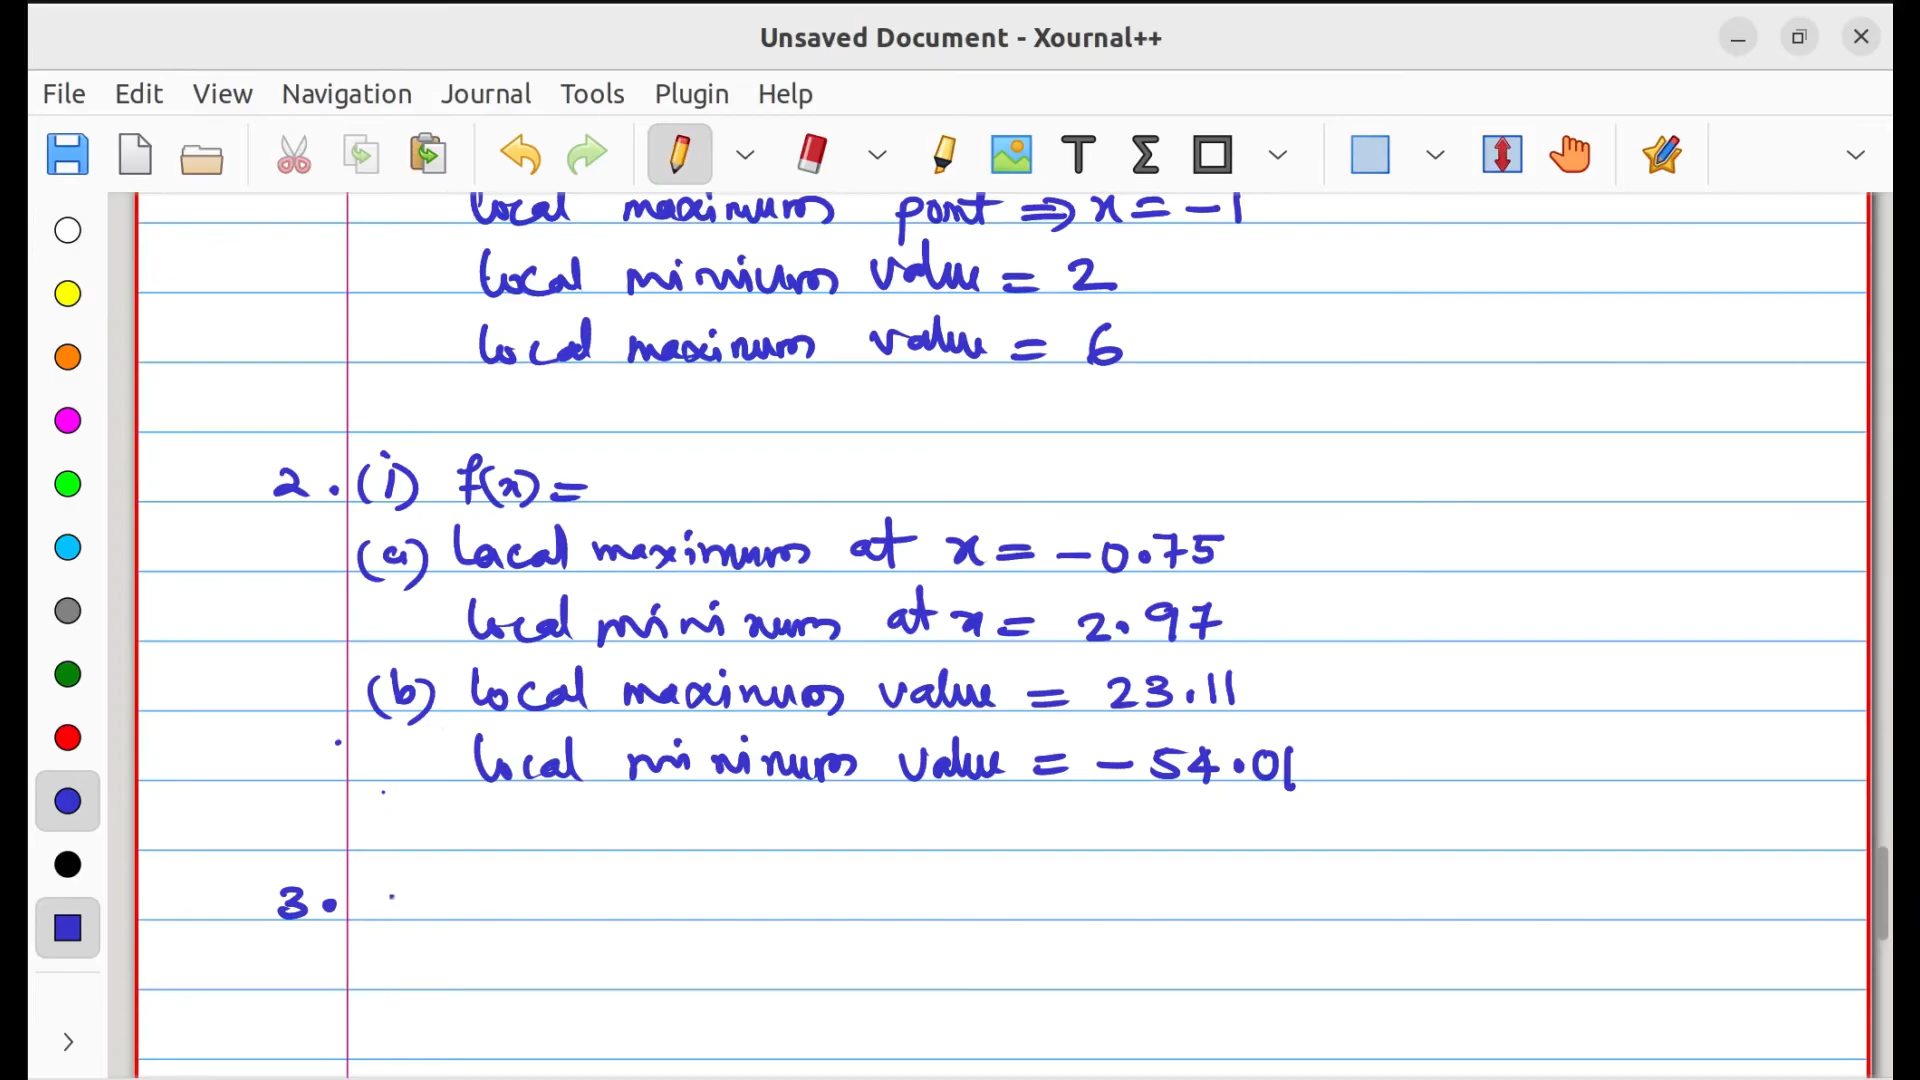 Unsaved Document - Xournal++
File Edit View Navigation Journal Tools Plugin Help
local maximum point ⇒ x = -1
local minimum value = 2
local maximum value = 6
2. (i) f(x) =
(a) Local maximum at x = -0.75
local minimum at x = 2.97
(b) local maximum value = 23.11
local minimum value = -54.01
3.